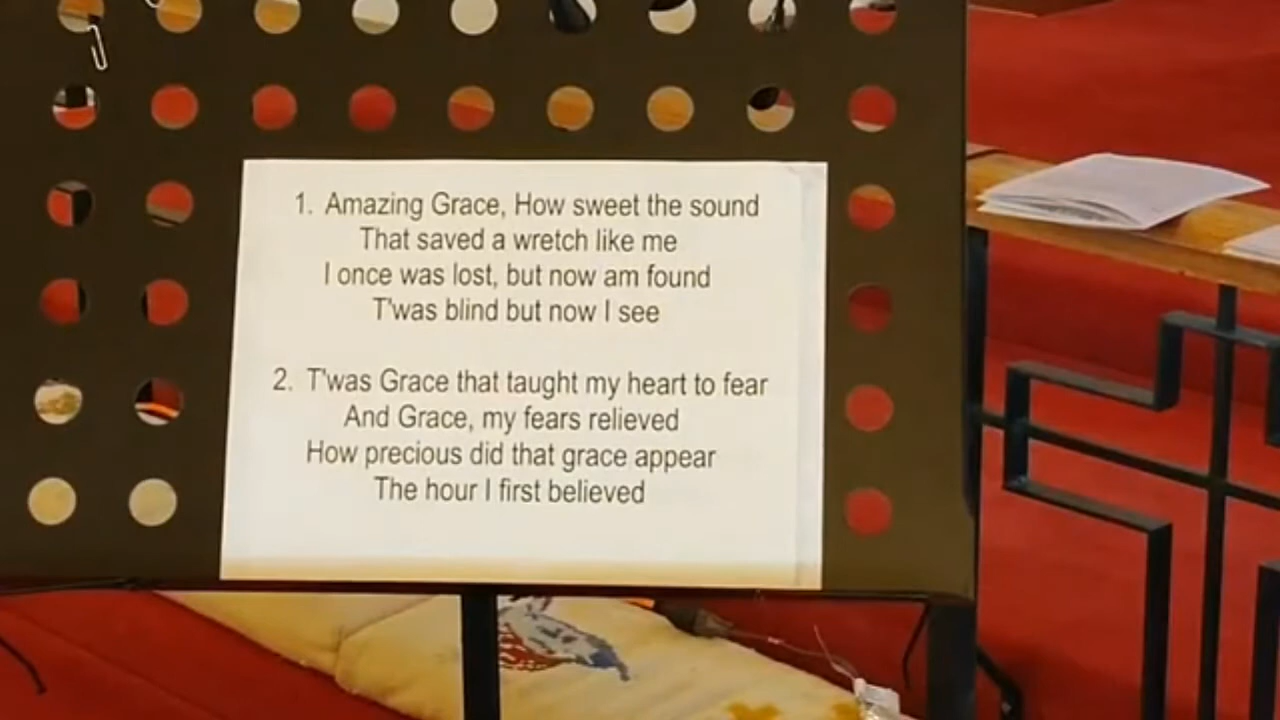 1. Amazing Grace, How sweet the sound
That saved a wretch like me
I once was lost, but now am found
T'was blind but now I see
2. T'was Grace that taught my heart to fear
And Grace, my fears relieved
How precious did that grace appear
The hour I first believed